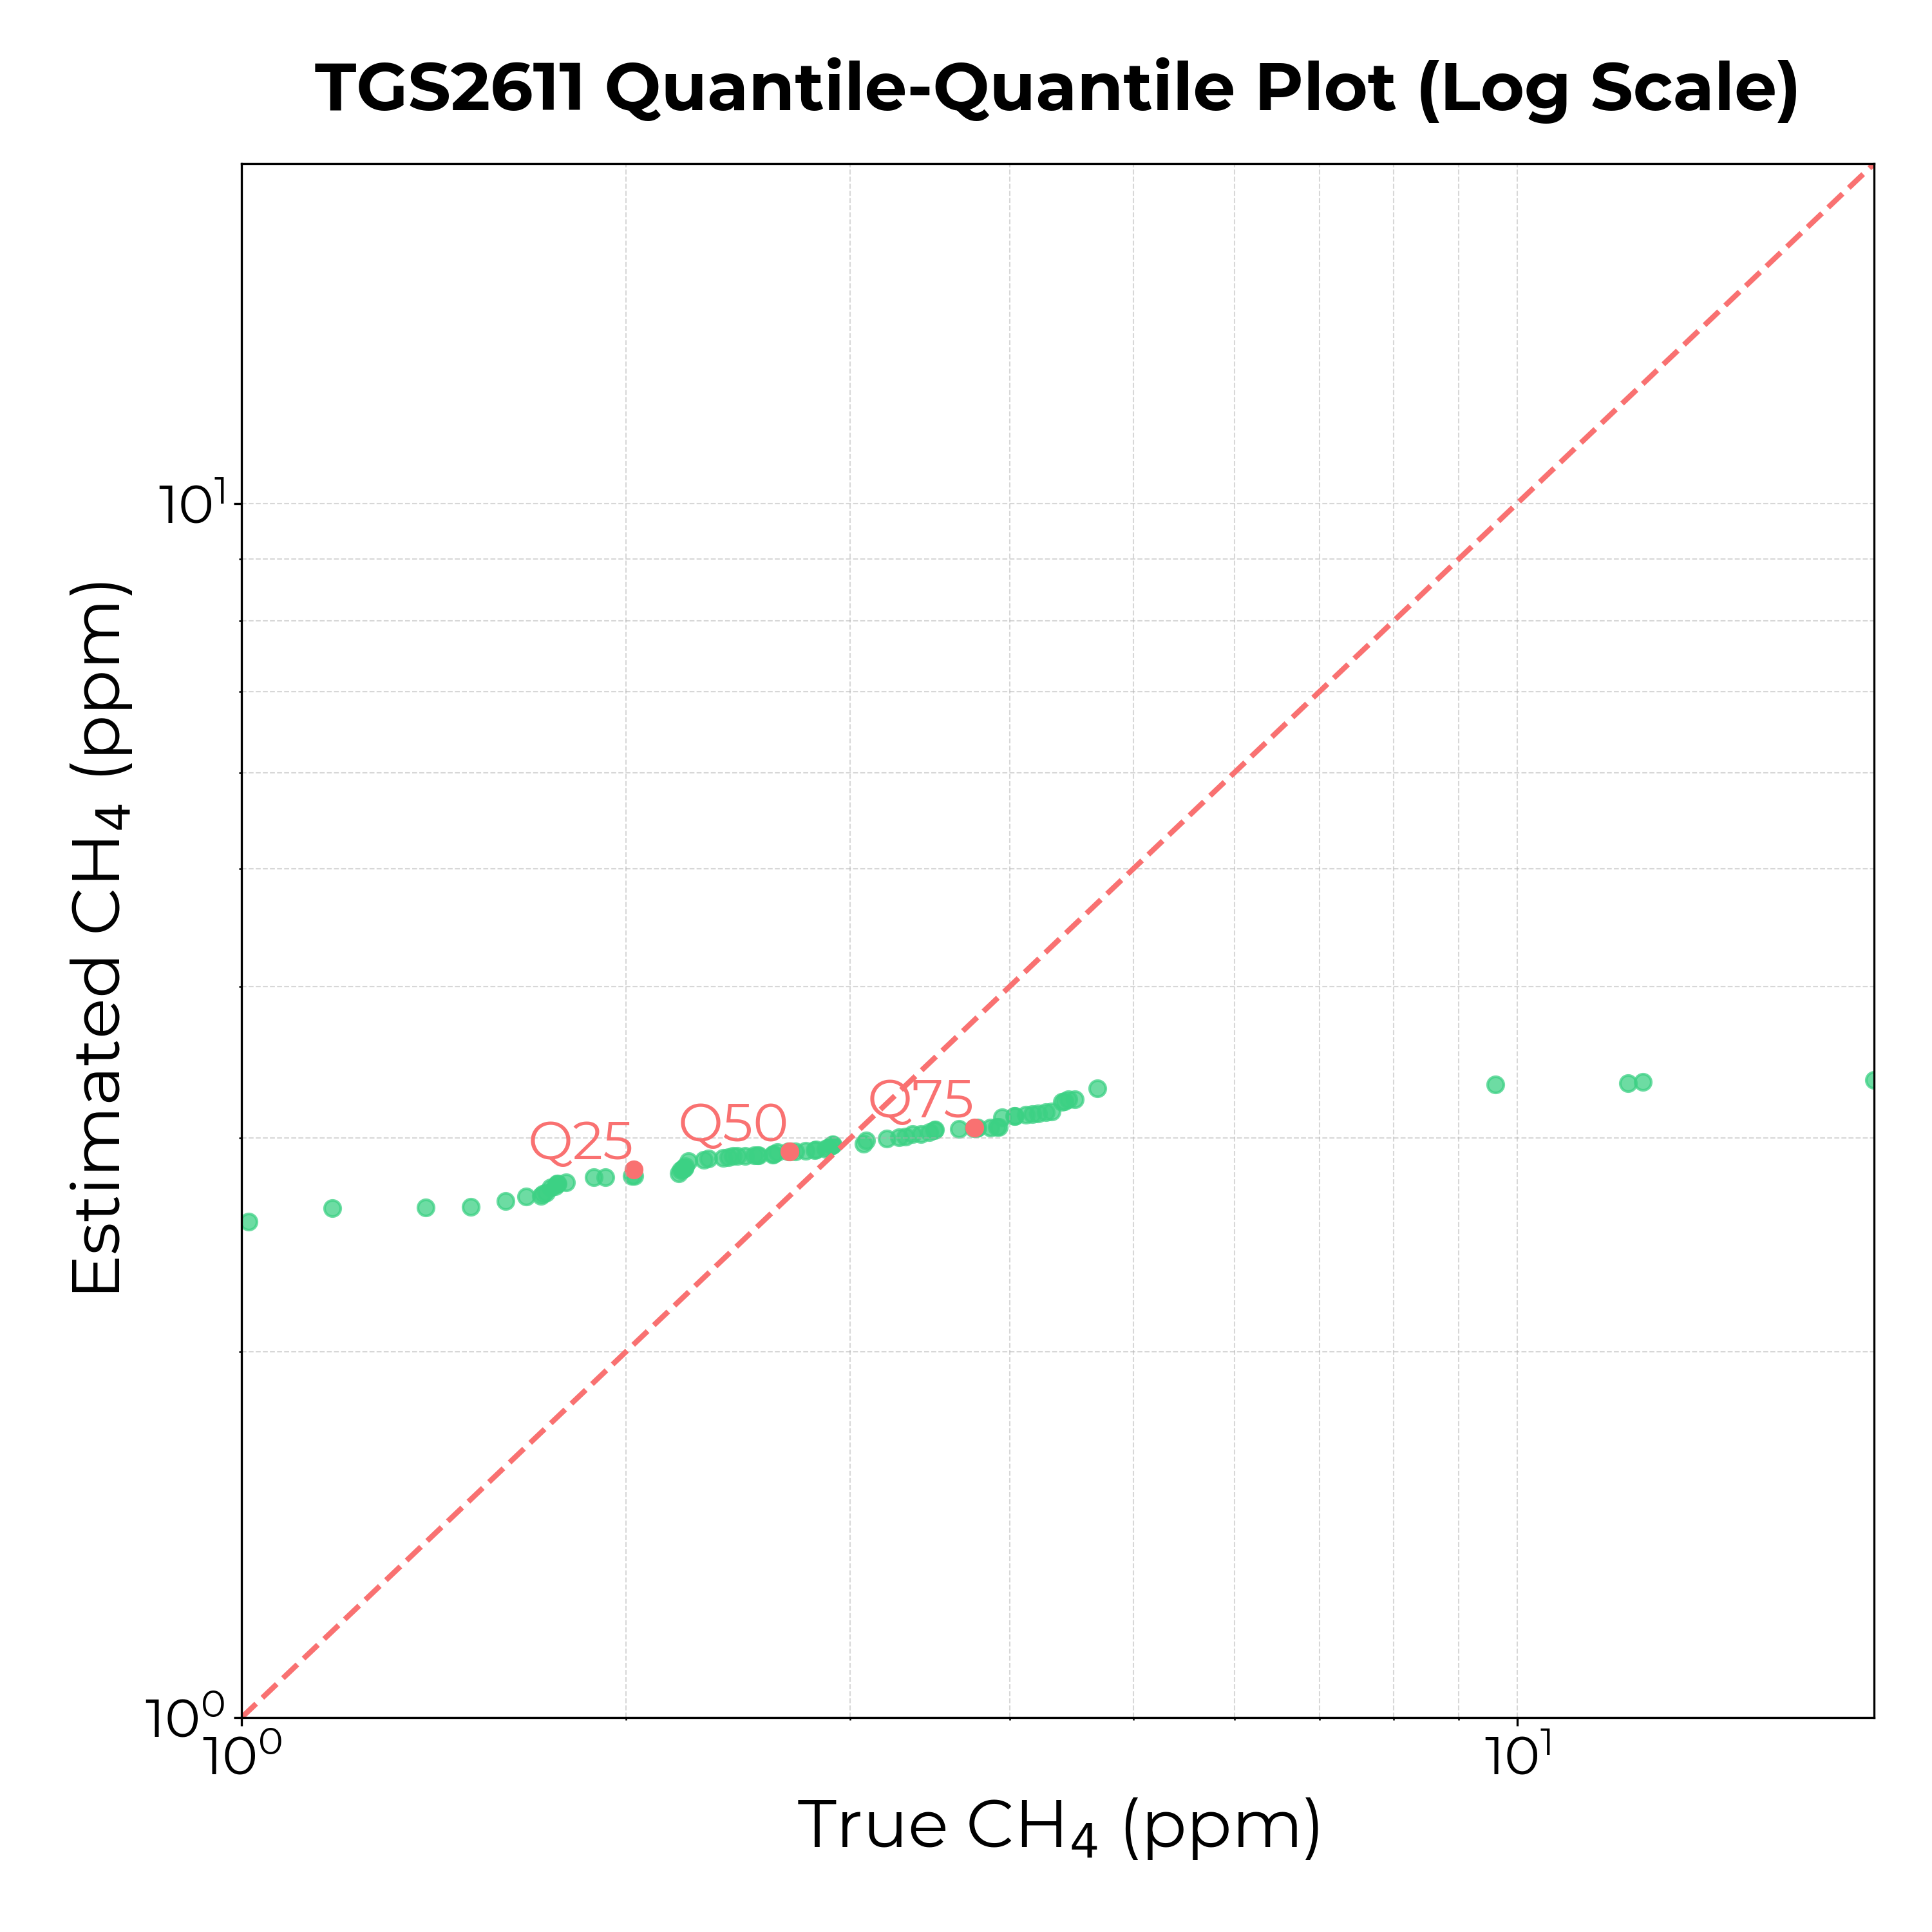 TGS2611 Quantile-Quantile Plot (Log Scale)
Estimated CH₄ (ppm)
10¹
10⁰
Q25
Q50
Q75
10⁰
10¹
True CH₄ (ppm)